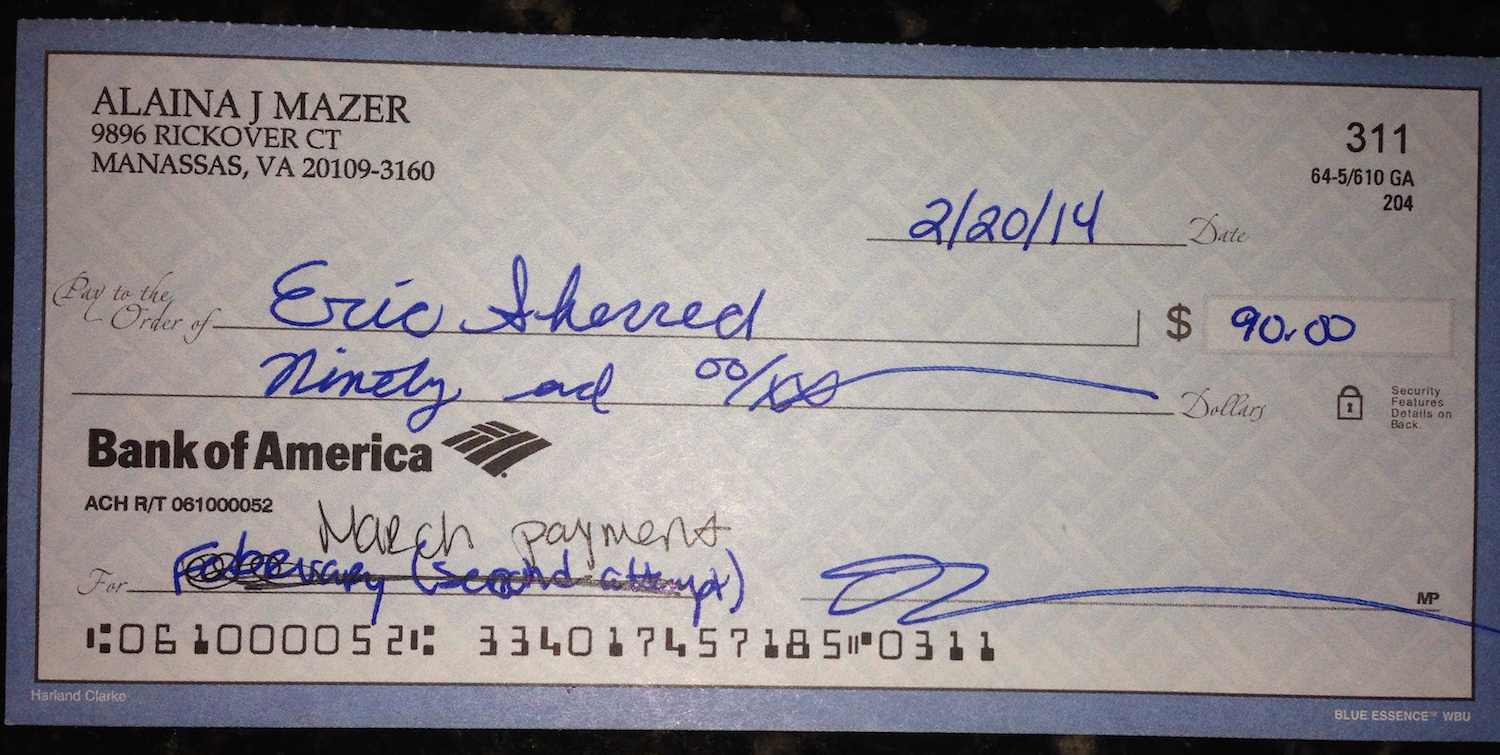 ALAINA J MAZER
9896 RICKOVER CT
MANASSAS, VA 20109-3160
311
64-5/610 GA
204
2/20/14 Date
Pay to the
Order of Eric Sherred $ 90.00
Ninety ad 00/xx Dollars
Security
Features
Details on
Back.
Bank of America
ACH R/T 061000052
March payment
For February (second attempt)
MP
⑆061000052⑆ 334017457185⑈0311
Harland Clarke
BLUE ESSENCE™ WBU